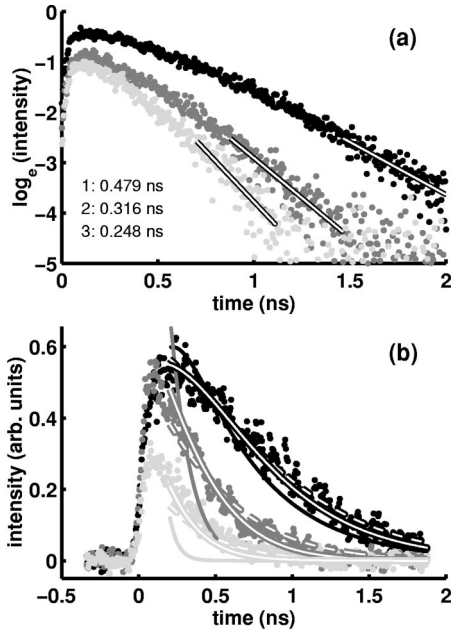 (a)
0
−1
−2
−3
−4
−5
log_e (intensity)
1: 0.479 ns
2: 0.316 ns
3: 0.248 ns
0 0.5 1 1.5 2
time (ns)
(b)
0.6
0.4
0.2
0
intensity (arb. units)
−0.5 0 0.5 1 1.5 2
time (ns)